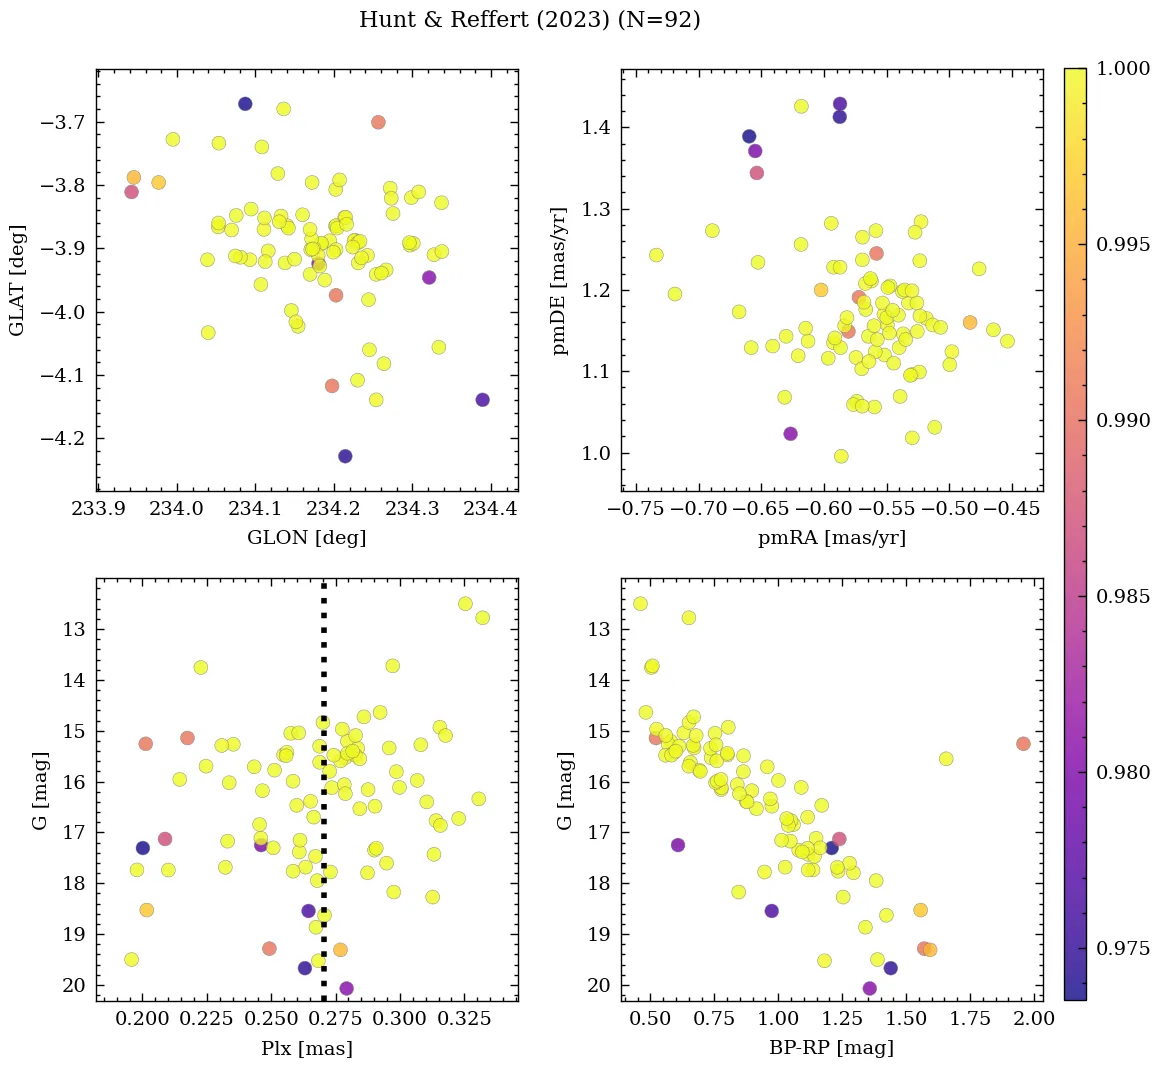 Hunt & Reffert (2023) (N=92)
−3.7
−3.8
−3.9
−4.0
−4.1
−4.2
GLAT [deg]
233.9 234.0 234.1 234.2 234.3 234.4
GLON [deg]
1.4
1.3
1.2
1.1
1.0
pmDE [mas/yr]
−0.75 −0.70 −0.65 −0.60 −0.55 −0.50 −0.45
pmRA [mas/yr]
13
14
15
16
17
18
19
20
G [mag]
0.200 0.225 0.250 0.275 0.300 0.325
Plx [mas]
13
14
15
16
17
18
19
20
G [mag]
0.50 0.75 1.00 1.25 1.50 1.75 2.00
BP-RP [mag]
1.000
0.995
0.990
0.985
0.980
0.975